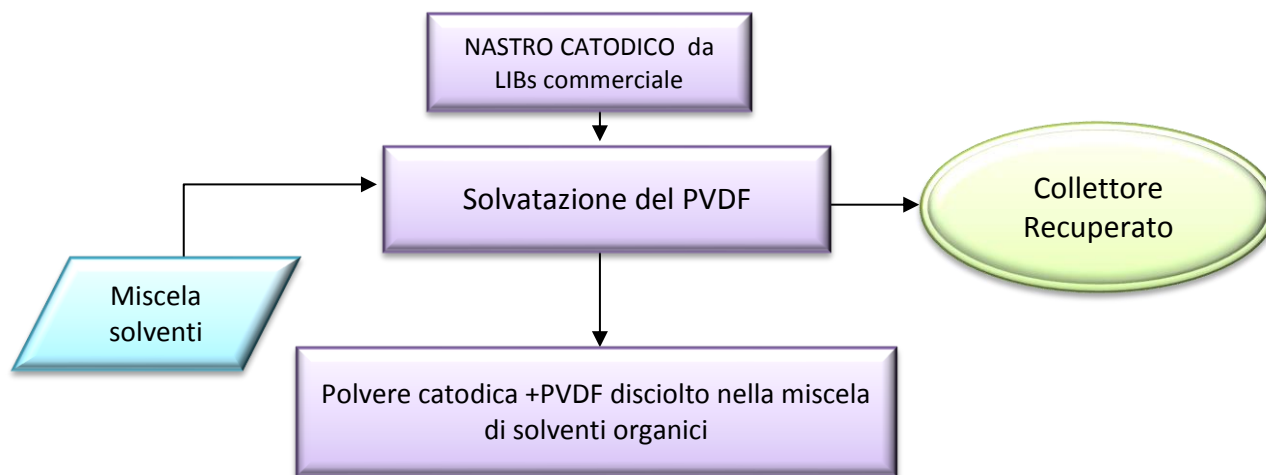 NASTRO CATODICO da
LIBs commerciale
Solvatazione del PVDF
Collettore
Recuperato
Miscela
solventi
Polvere catodica +PVDF disciolto nella miscela
di solventi organici